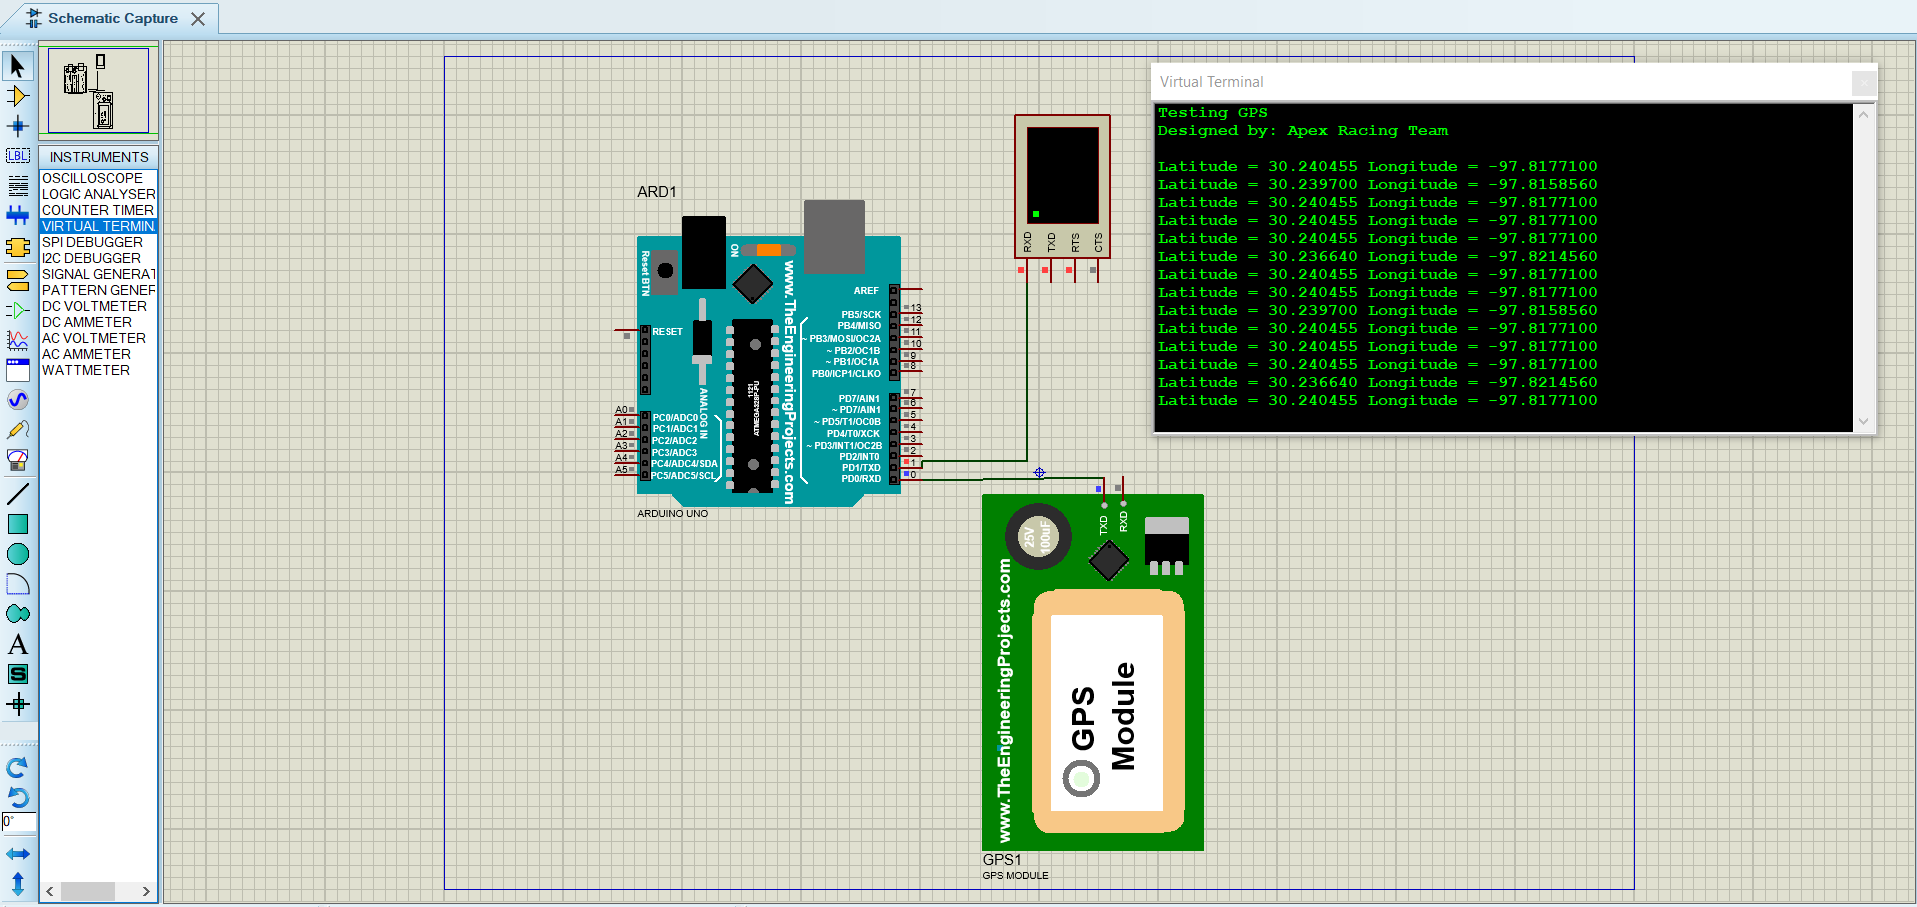 Schematic Capture
INSTRUMENTS
OSCILLOSCOPE
LOGIC ANALYSER
COUNTER TIMER
VIRTUAL TERMIN
SPI DEBUGGER
I2C DEBUGGER
SIGNAL GENERAT
PATTERN GENER
DC VOLTMETER
DC AMMETER
AC VOLTMETER
AC AMMETER
WATTMETER
LBL
A
S
0°
ARD1
Reset BTN
ON
www.TheEngineeringProjects.com
RESET
AREF
PB5/SCK
PB4/MISO
~ PB3/MOSI/OC2A
~ PB2/OC1B
~ PB1/OC1A
PB0/ICP1/CLKO
13
12
11
10
9
8
PD7/AIN1
~ PD7/AIN1
~ PD5/T1/OC0B
PD4/T0/XCK
~ PD3/INT1/OC2B
PD2/INT0
PD1/TXD
PD0/RXD
7
6
5
4
3
2
1
0
A0
A1
A2
A3
A4
A5
PC0/ADC0
PC1/ADC1
PC2/ADC2
PC3/ADC3
PC4/ADC4/SDA
PC5/ADC5/SCL
ANALOG IN
1121
ATMEGA328P-PU
ARDUINO UNO
RXD
TXD
RTS
CTS
Virtual Terminal
Testing GPS
Designed by: Apex Racing Team
Latitude = 30.240455 Longitude = -97.8177100
Latitude = 30.239700 Longitude = -97.8158560
Latitude = 30.240455 Longitude = -97.8177100
Latitude = 30.240455 Longitude = -97.8177100
Latitude = 30.240455 Longitude = -97.8177100
Latitude = 30.236640 Longitude = -97.8214560
Latitude = 30.240455 Longitude = -97.8177100
Latitude = 30.240455 Longitude = -97.8177100
Latitude = 30.239700 Longitude = -97.8158560
Latitude = 30.240455 Longitude = -97.8177100
Latitude = 30.240455 Longitude = -97.8177100
Latitude = 30.240455 Longitude = -97.8177100
Latitude = 30.236640 Longitude = -97.8214560
Latitude = 30.240455 Longitude = -97.8177100
TXD
RXD
25V
100uF
www.TheEngineeringProjects.com
GPS
Module
GPS1
GPS MODULE